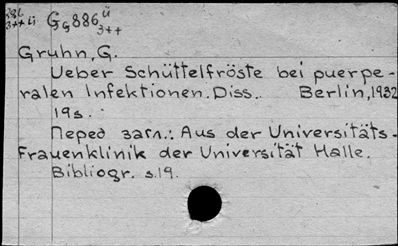 Gg886ü
3++
Gruhn, G.
Ueber Schüttelfröste bei puerpe-
ralen Infektionen. Diss.. Berlin, 1932
19s.
Перед загл.: Aus der Universitäts-
Frauenklinik der Universität Halle.
Bibliogr. s.19.